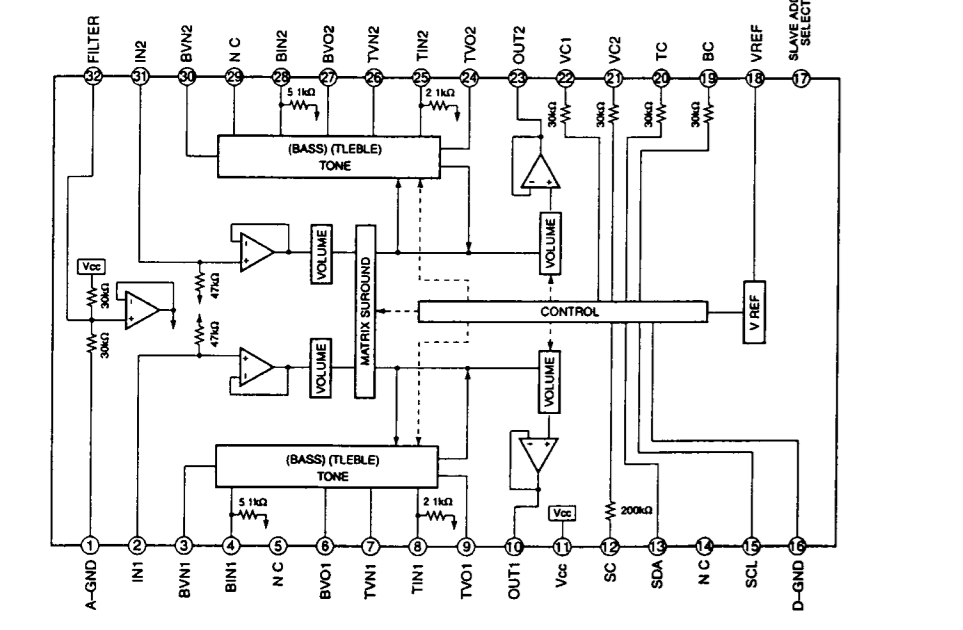 FILTER
IN2
BVN2
N C
BIN2
BVO2
TVN2
TIN2
TVO2
OUT2
VC1
VC2
TC
BC
VREF
SLAVE ADD
SELECT
32
31
30
29
28
27
26
25
24
23
22
21
20
19
18
17
5 1kΩ
2 1kΩ
30kΩ
30kΩ
30kΩ
30kΩ
(BASS) (TLEBLE)
TONE
- +
VOLUME
VOLUME
- +
Vcc
30kΩ
30kΩ
- +
47kΩ
47kΩ
MATRIX SUROUND
CONTROL
V REF
+ -
VOLUME
VOLUME
(BASS) (TLEBLE)
TONE
- +
5 1kΩ
2 1kΩ
Vcc
200kΩ
1
2
3
4
5
6
7
8
9
10
11
12
13
14
15
16
A-GND
IN1
BVN1
BIN1
N C
BVO1
TVN1
TIN1
TVO1
OUT1
Vcc
SC
SDA
N C
SCL
D-GND